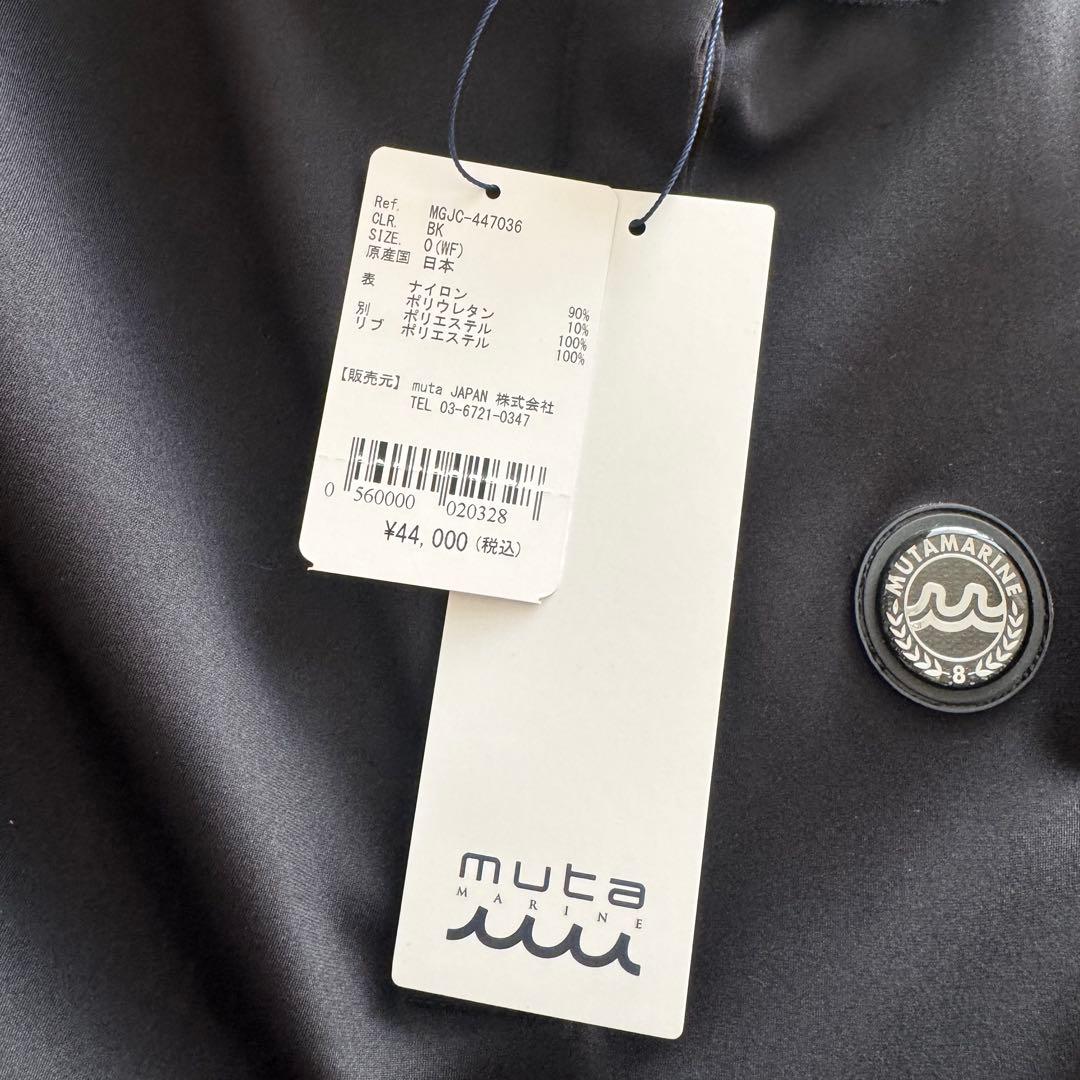 Ref. MGJC-447036
CLR. BK
SIZE. 0(WF)
原産国 日本
表 ナイロン 90%
ポリウレタン 10%
別 ポリエステル 100%
リブ ポリエステル 100%
【販売元】 muta JAPAN 株式会社
TEL 03-6721-0347
0 560000 020328
¥44,000(税込)
MUTAMARINE
8
muta
MARINE